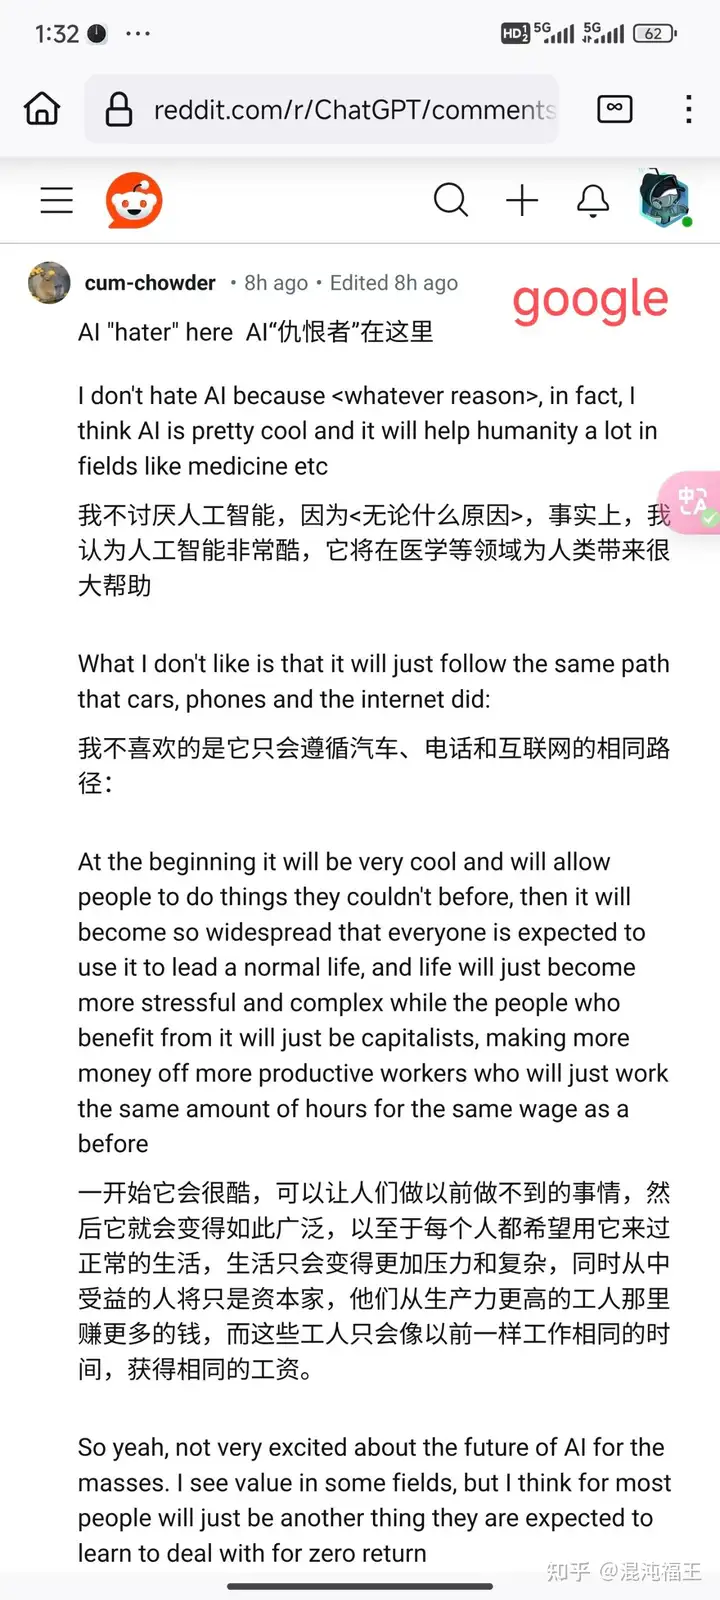 1:32 ···
HD 1 2 5G 5G 62
reddit.com/r/ChatGPT/comments
cum-chowder • 8h ago • Edited 8h ago
google
AI "hater" here AI“仇恨者”在这里
I don't hate AI because <whatever reason>, in fact, I
think AI is pretty cool and it will help humanity a lot in
fields like medicine etc
中A
我不讨厌人工智能，因为<无论什么原因>，事实上，我
认为人工智能非常酷，它将在医学等领域为人类带来很
大帮助
What I don't like is that it will just follow the same path
that cars, phones and the internet did:
我不喜欢的是它只会遵循汽车、电话和互联网的相同路
径：
At the beginning it will be very cool and will allow
people to do things they couldn't before, then it will
become so widespread that everyone is expected to
use it to lead a normal life, and life will just become
more stressful and complex while the people who
benefit from it will just be capitalists, making more
money off more productive workers who will just work
the same amount of hours for the same wage as a
before
一开始它会很酷，可以让人们做以前做不到的事情，然
后它就会变得如此广泛，以至于每个人都希望用它来过
正常的生活，生活只会变得更加压力和复杂，同时从中
受益的人将只是资本家，他们从生产力更高的工人那里
赚更多的钱，而这些工人只会像以前一样工作相同的时
间，获得相同的工资。
So yeah, not very excited about the future of AI for the
masses. I see value in some fields, but I think for most
people will just be another thing they are expected to
learn to deal with for zero return
知乎 @混沌福王